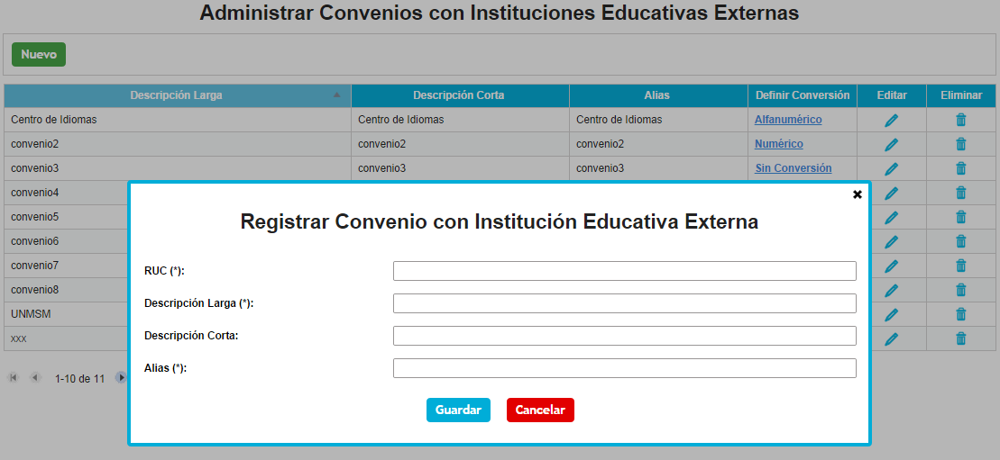 Administrar Convenios con Instituciones Educativas Externas
Nuevo
Descripción Larga Descripción Corta Alias Definir Conversión Editar Eliminar
Centro de Idiomas Centro de Idiomas Centro de Idiomas Alfanumérico
convenio2 convenio2 convenio2 Numérico
convenio3 convenio3 convenio3 Sin Conversión
convenio4
convenio5
convenio6
convenio7
convenio8
UNMSM
xxx
1-10 de 11
Registrar Convenio con Institución Educativa Externa
RUC (*):
Descripción Larga (*):
Descripción Corta:
Alias (*):
Guardar Cancelar